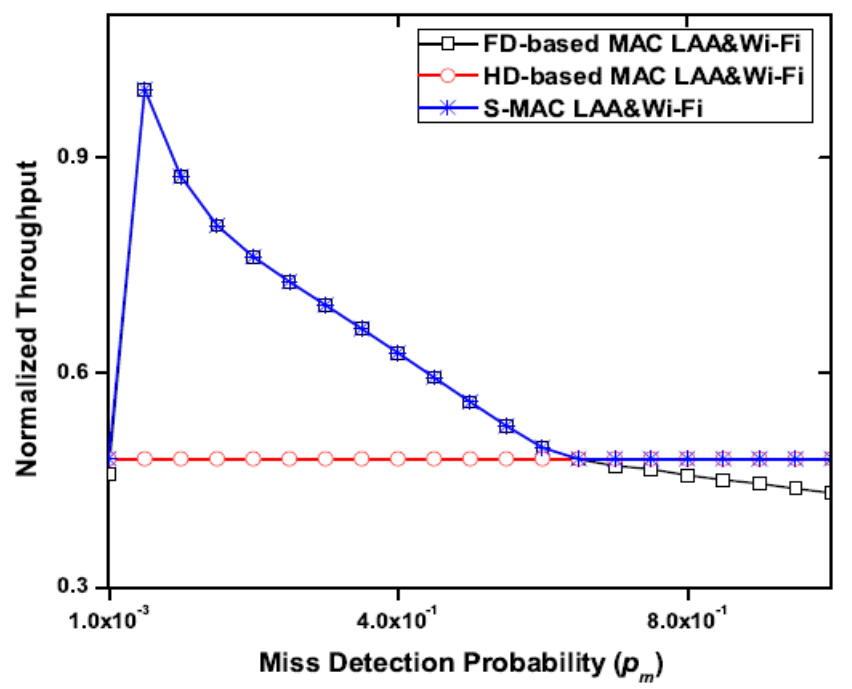 FD-based MAC LAA&Wi-Fi
HD-based MAC LAA&Wi-Fi
S-MAC LAA&Wi-Fi
Normalized Throughput
0.9
0.6
0.3
1.0x10⁻³
4.0x10⁻¹
8.0x10⁻¹
Miss Detection Probability (pₘ)